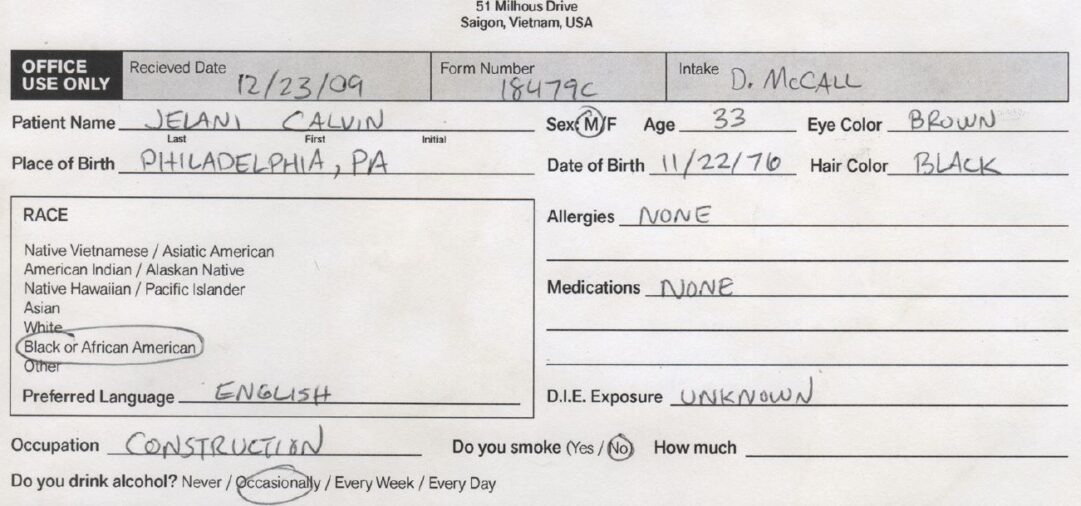 51 Milhous Drive
Saigon, Vietnam, USA
OFFICE USE ONLY Recieved Date 12/23/09 Form Number 18479C Intake D. McCALL
Patient Name JELANI CALVIN Sex: M/F Age 33 Eye Color BROWN
Last First Initial
Place of Birth PHILADELPHIA, PA Date of Birth 11/22/76 Hair Color BLACK
RACE
Allergies NONE
Native Vietnamese / Asiatic American
American Indian / Alaskan Native
Native Hawaiian / Pacific Islander
Medications NONE
Asian
White
Black or African American
Other
Preferred Language ENGLISH D.I.E. Exposure UNKNOWN
Occupation CONSTRUCTION Do you smoke (Yes / No) How much
Do you drink alcohol? Never / Occasionally / Every Week / Every Day